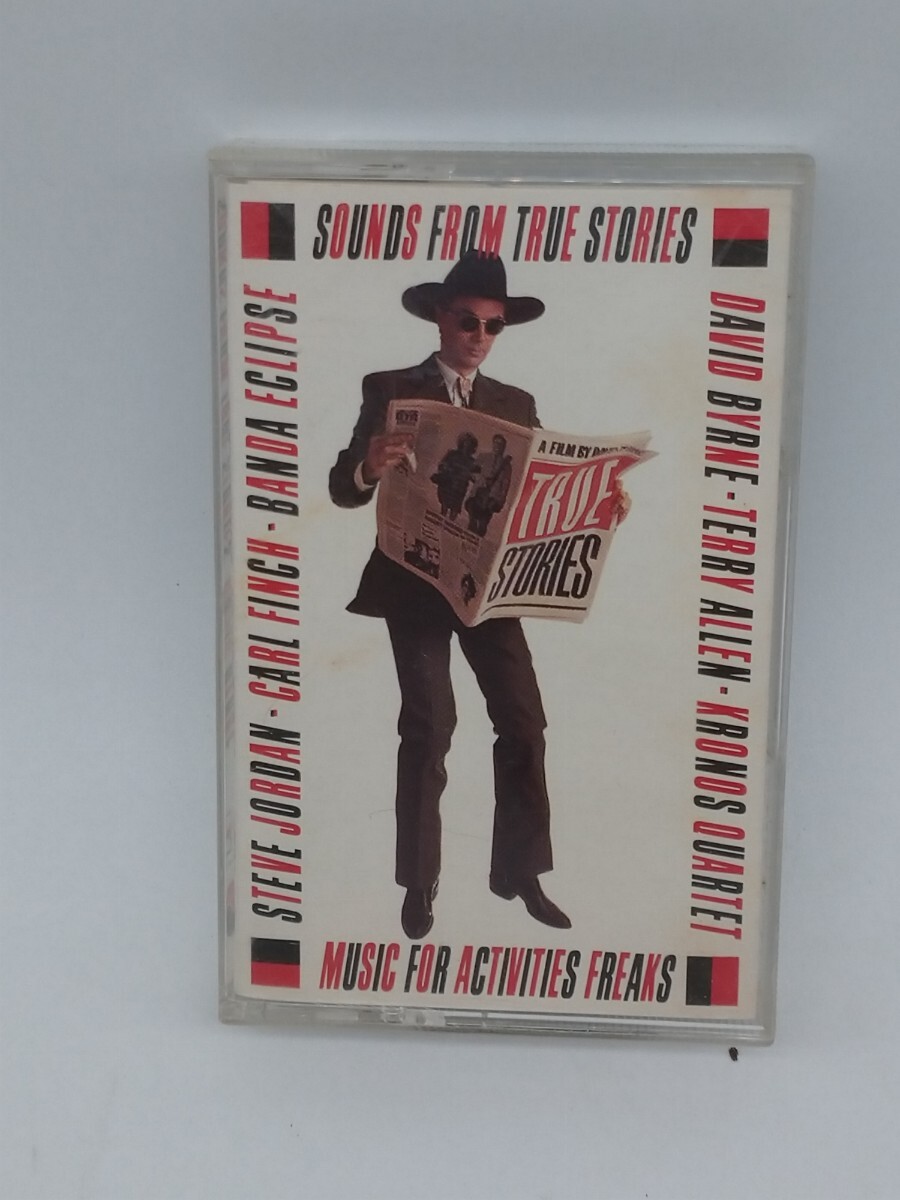 SOUNDS FROM TRUE STORIES
DAVID BYRNE - TERRY ALLEN - KRONOS QUARTET
STEVE JORDAN - CARL FINCH - BANDA ECLIPSE
A FILM BY
TRUE
STORIES
MUSIC FOR ACTIVITIES FREAKS